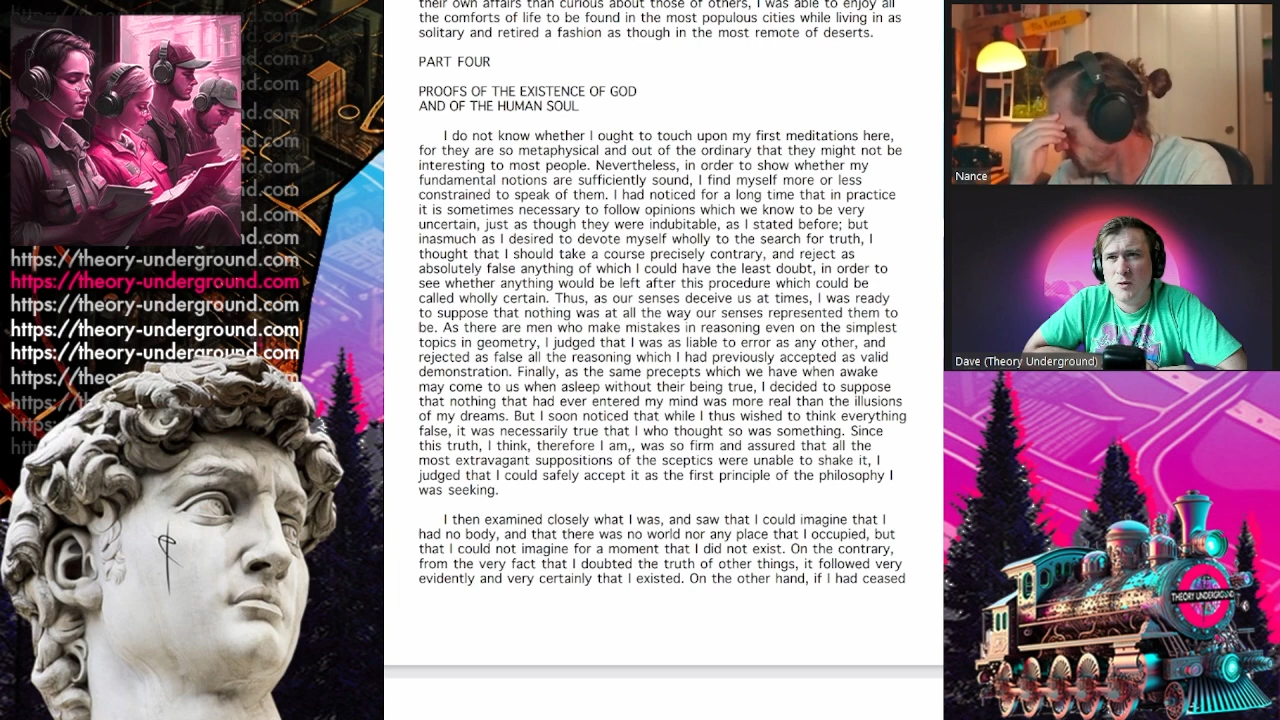 https://theory-underground.com
https://theory-underground.com
https://theory-underground.com
https://theory-underground.com
https://theory-underground.com
their own affairs than curious about those of others, I was able to enjoy all
the comforts of life to be found in the most populous cities while living in as
solitary and retired a fashion as though in the most remote of deserts.
PART FOUR
PROOFS OF THE EXISTENCE OF GOD
AND OF THE HUMAN SOUL
I do not know whether I ought to touch upon my first meditations here,
for they are so metaphysical and out of the ordinary that they might not be
interesting to most people. Nevertheless, in order to show whether my
fundamental notions are sufficiently sound, I find myself more or less
constrained to speak of them. I had noticed for a long time that in practice
it is sometimes necessary to follow opinions which we know to be very
uncertain, just as though they were indubitable, as I stated before; but
inasmuch as I desired to devote myself wholly to the search for truth, I
thought that I should take a course precisely contrary, and reject as
absolutely false anything of which I could have the least doubt, in order to
see whether anything would be left after this procedure which could be
called wholly certain. Thus, as our senses deceive us at times, I was ready
to suppose that nothing was at all the way our senses represented them to
be. As there are men who make mistakes in reasoning even on the simplest
topics in geometry, I judged that I was as liable to error as any other, and
rejected as false all the reasoning which I had previously accepted as valid
demonstration. Finally, as the same precepts which we have when awake
may come to us when asleep without their being true, I decided to suppose
that nothing that had ever entered my mind was more real than the illusions
of my dreams. But I soon noticed that while I thus wished to think everything
false, it was necessarily true that I who thought so was something. Since
this truth, I think, therefore I am,, was so firm and assured that all the
most extravagant suppositions of the sceptics were unable to shake it, I
judged that I could safely accept it as the first principle of the philosophy I
was seeking.
I then examined closely what I was, and saw that I could imagine that I
had no body, and that there was no world nor any place that I occupied, but
that I could not imagine for a moment that I did not exist. On the contrary,
from the very fact that I doubted the truth of other things, it followed very
evidently and very certainly that I existed. On the other hand, if I had ceased
Nance
Dave (Theory Underground)
THEORY UNDERGROUND